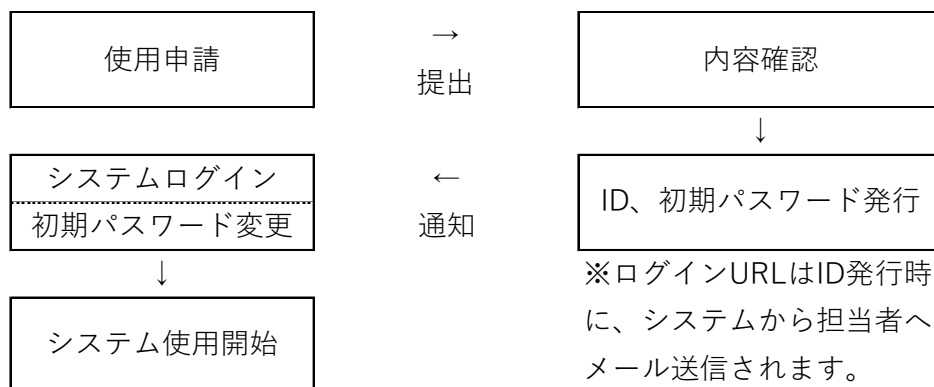 使用申請
→
提出
内容確認
↓
システムログイン
初期パスワード変更
←
通知
ID、初期パスワード発行
↓
システム使用開始
※ログインURLはID発行時
に、システムから担当者へ
メール送信されます。